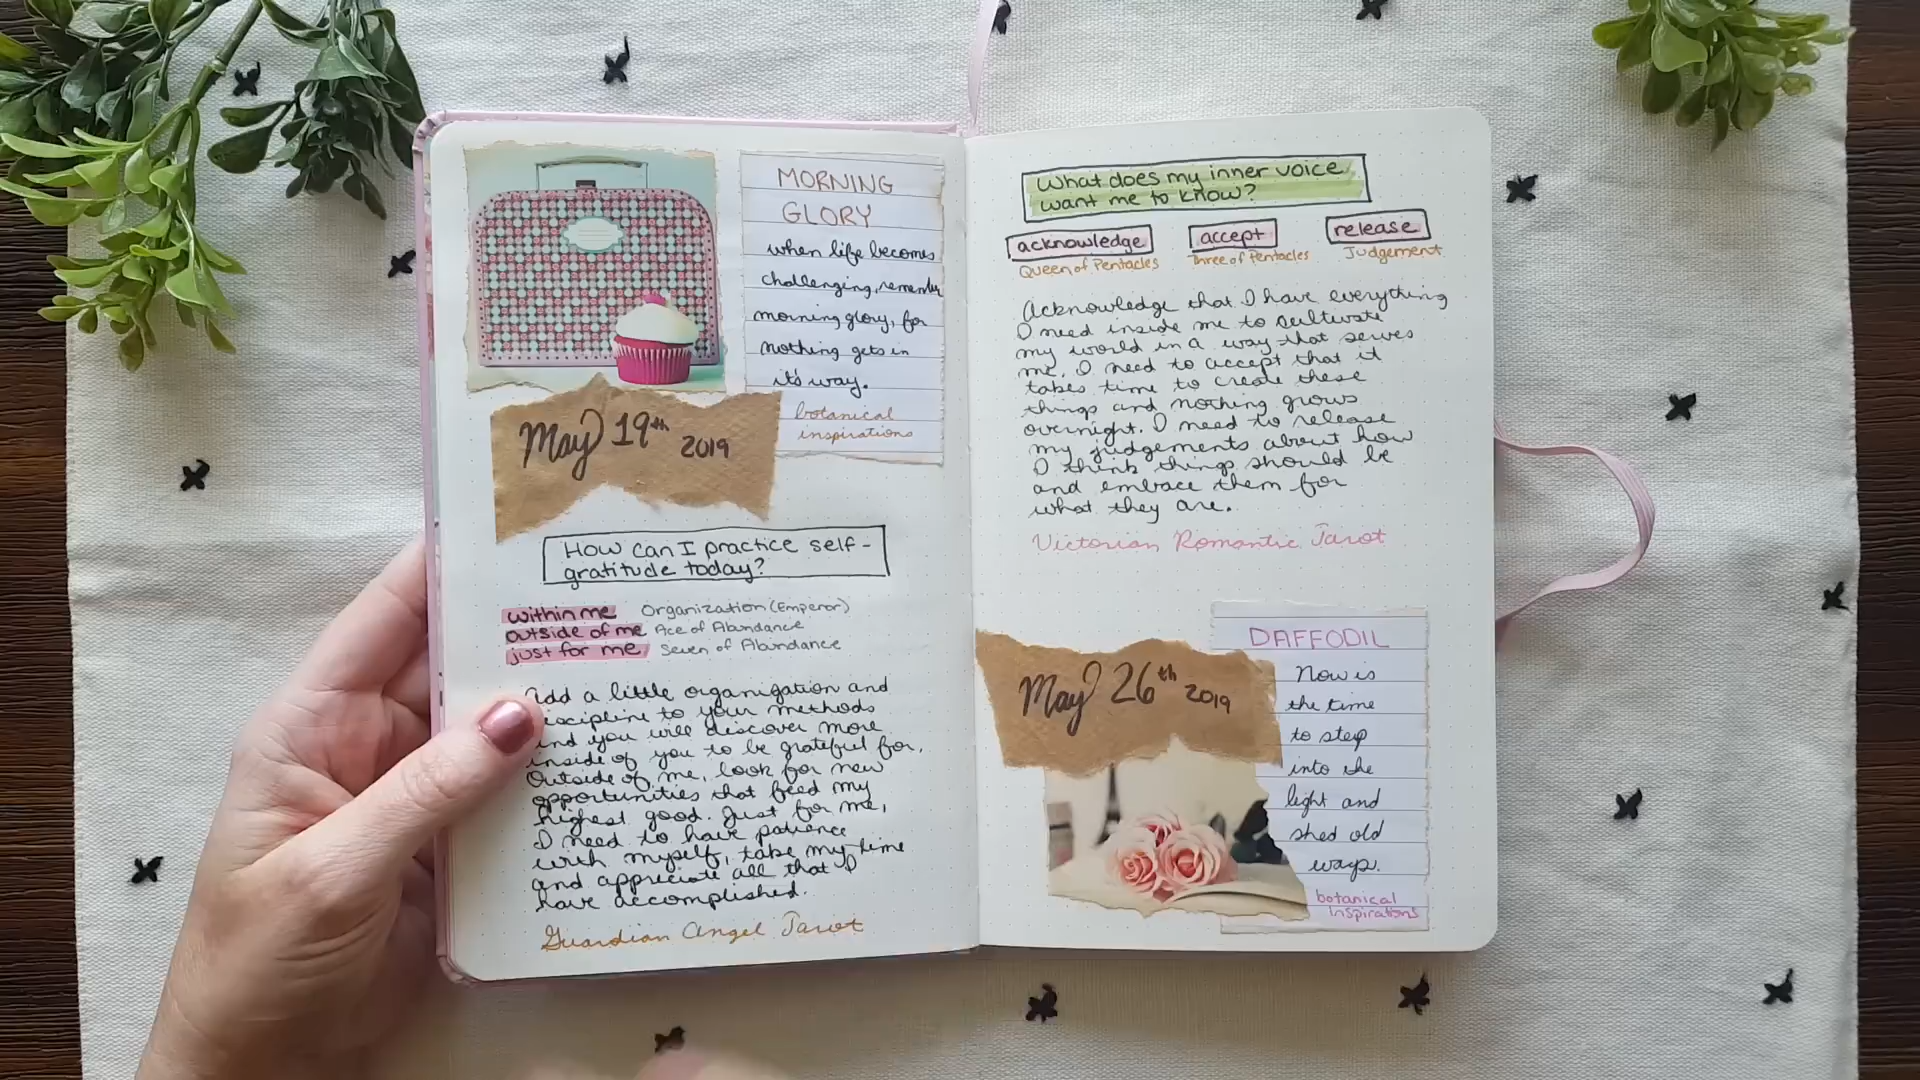 MORNING
GLORY
when life becomes
challenging, remember
morning glory, for
nothing gets in
it's way.
botanical
inspirations
May 19th 2019
How can I practice self-
gratitude today?
within me Organization (Emperor)
outside of me Ace of Abundance
just for me Seven of Abundance
Add a little organization and
discipline to your methods
and you will discover more
inside of you to be grateful for.
Outside of me, look for new
opportunities that feed my
highest good. Just for me,
I need to have patience
with myself, take my time
and appreciate all that I
have accomplished.
Guardian Angel Tarot
What does my inner voice
want me to know?
acknowledge accept release
Queen of Pentacles Three of Pentacles Judgement
Acknowledge that I have everything
I need inside me to cultivate
my world in a way that serves
me. I need to accept that it
takes time to create these
things and nothing grows
overnight. I need to release
my judgements about how
I think things should be
and embrace them for
what they are.
Victorian Romantic Tarot
May 26th 2019
DAFFODIL
Now is
the time
to step
into the
light and
shed old
ways.
botanical
inspirations